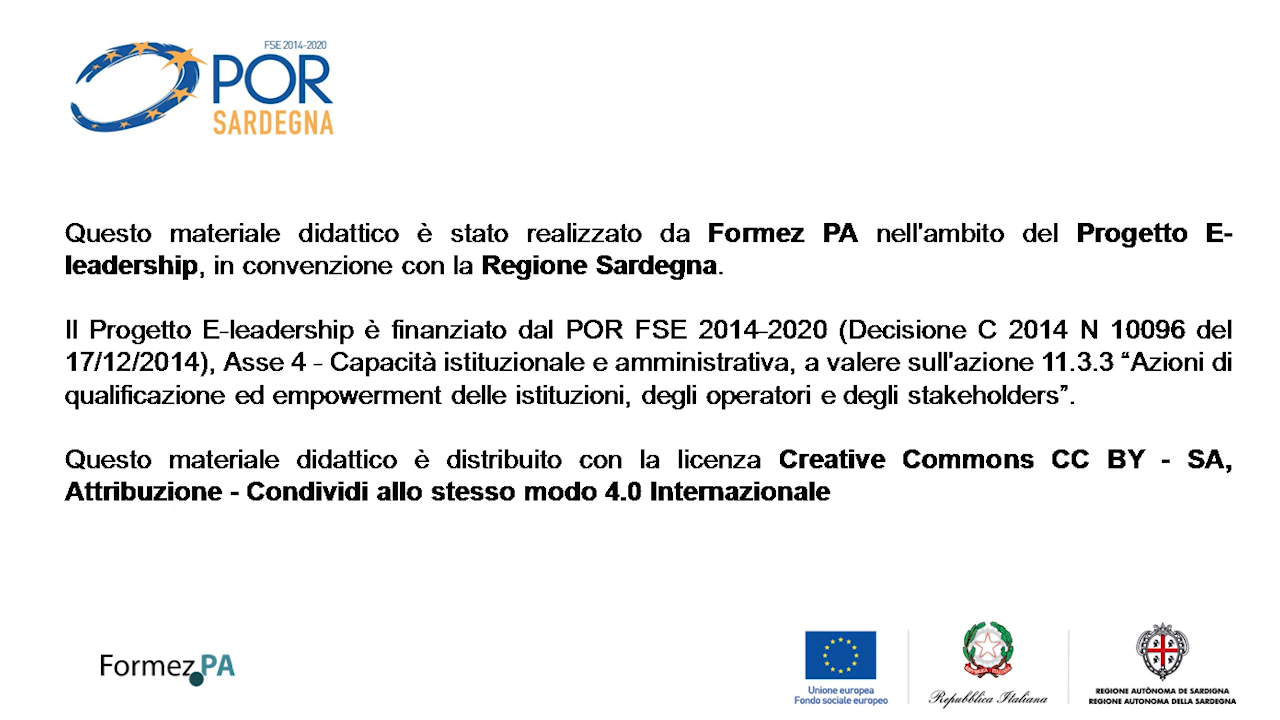 FSE 2014-2020
POR
SARDEGNA
Questo materiale didattico è stato realizzato da Formez PA nell'ambito del Progetto E-
leadership, in convenzione con la Regione Sardegna.
Il Progetto E-leadership è finanziato dal POR FSE 2014-2020 (Decisione C 2014 N 10096 del
17/12/2014), Asse 4 - Capacità istituzionale e amministrativa, a valere sull'azione 11.3.3 “Azioni di
qualificazione ed empowerment delle istituzioni, degli operatori e degli stakeholders”.
Questo materiale didattico è distribuito con la licenza Creative Commons CC BY - SA,
Attribuzione - Condividi allo stesso modo 4.0 Internazionale
Formez PA
Unione europea
Fondo sociale europeo
Repubblica Italiana
REGIONE AUTÒNOMA DE SARDIGNA
REGIONE AUTONOMA DELLA SARDEGNA